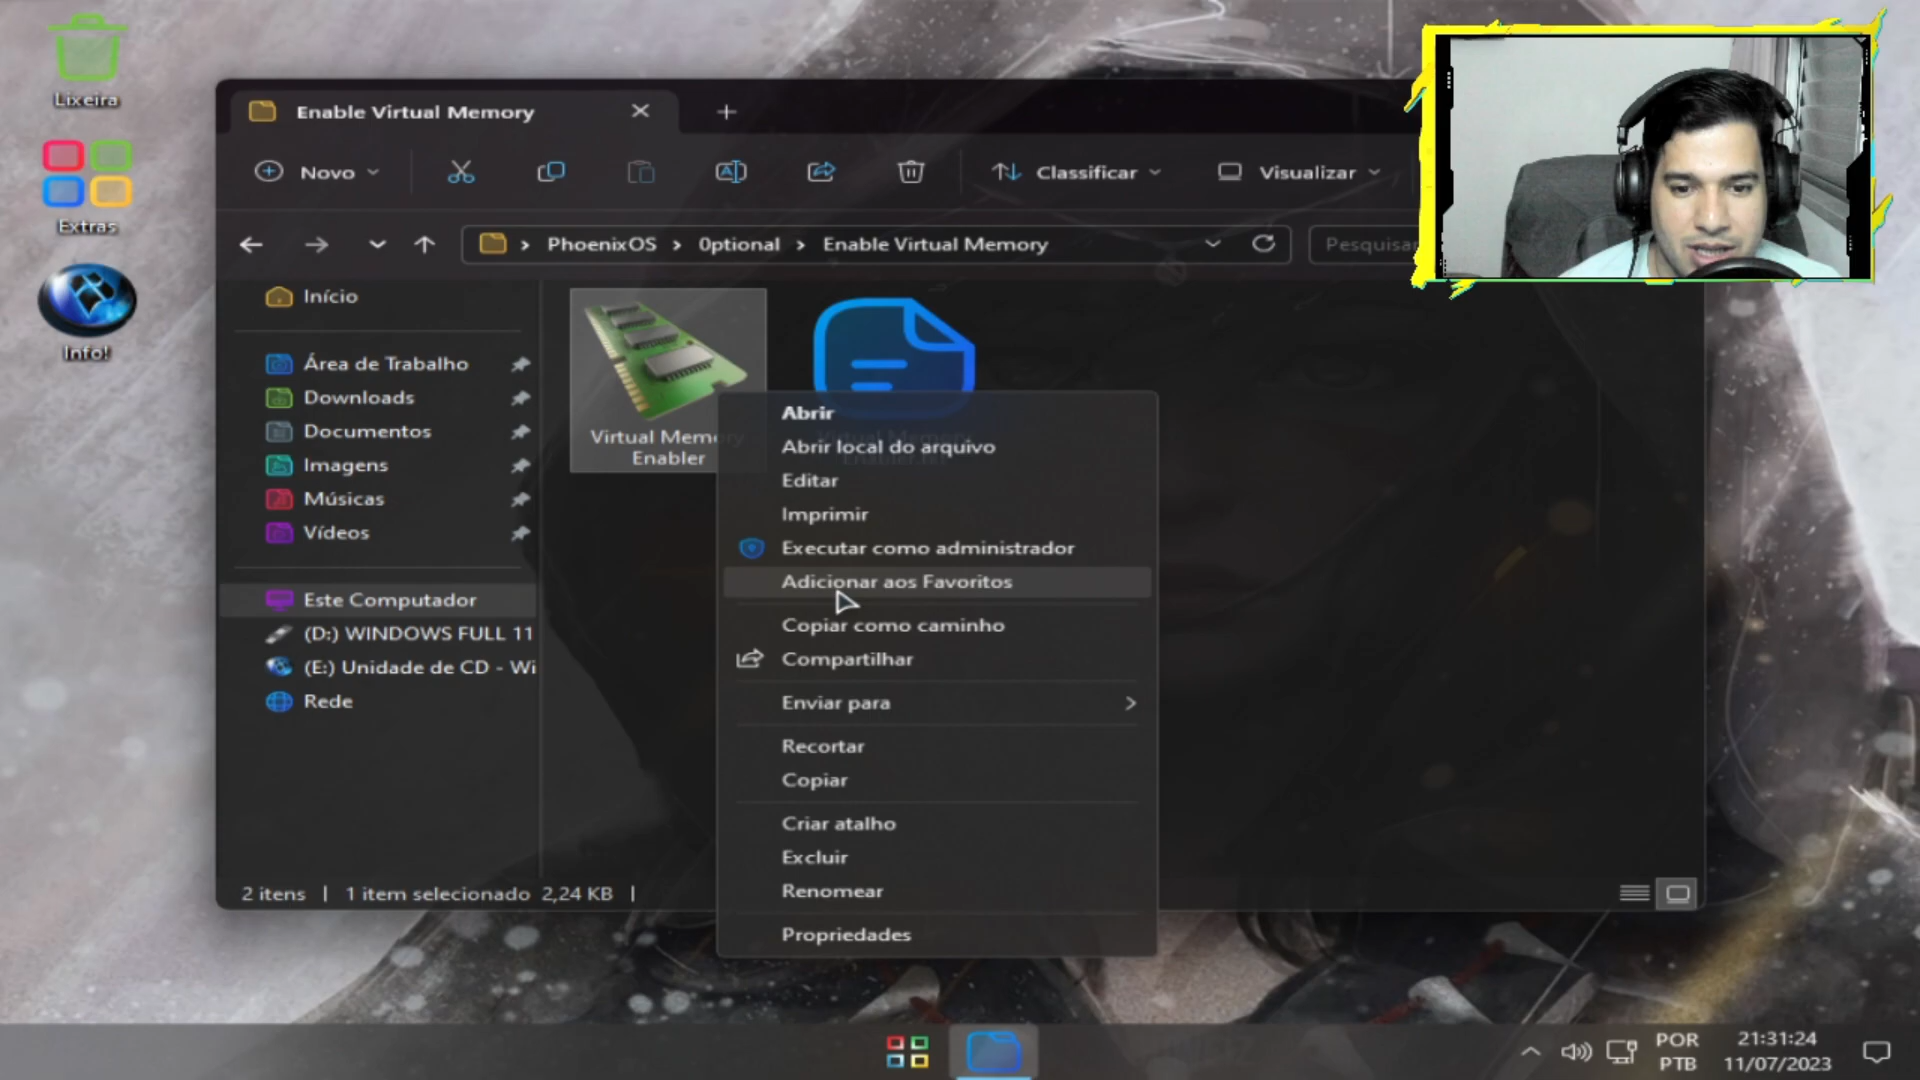 Lixeira
Extras
Info!
Enable Virtual Memory
Novo
Classificar
Visualizar
PhoenixOS
Optional
Enable Virtual Memory
Pesquisar
Início
Área de Trabalho
Downloads
Documentos
Imagens
Músicas
Vídeos
Este Computador
(D:) WINDOWS FULL 11
(E:) Unidade de CD - Wi
Rede
Virtual Memo
Enabler
Abrir
Abrir local do arquivo
Editar
Imprimir
Executar como administrador
Adicionar aos Favoritos
Copiar como caminho
Compartilhar
Enviar para
Recortar
Copiar
Criar atalho
Excluir
Renomear
Propriedades
2 itens | 1 item selecionado 2,24 KB |
POR
PTB
21:31:24
11/07/2023